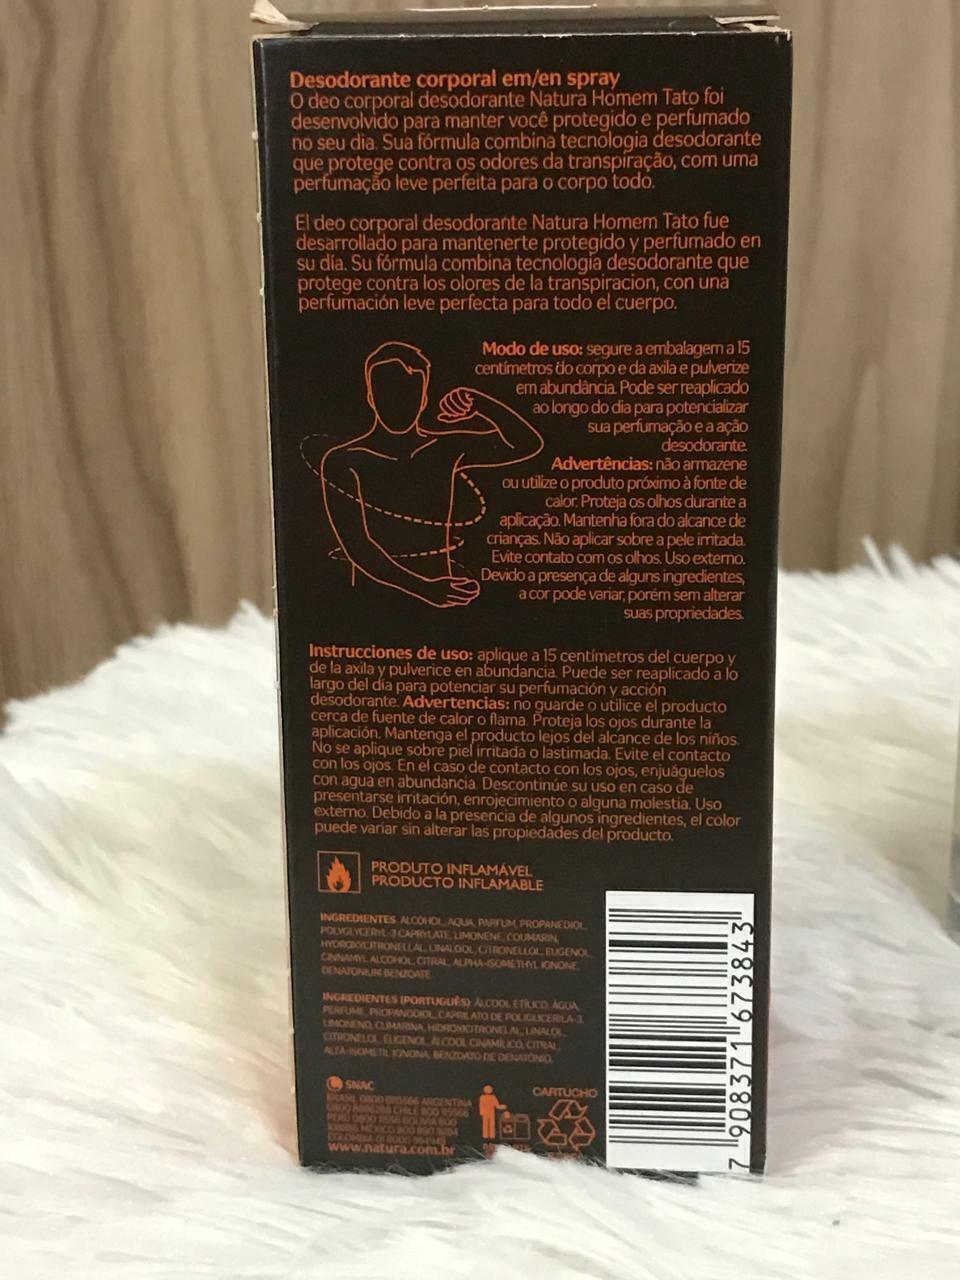 Desodorante corporal em/en spray
O deo corporal desodorante Natura Homem Tato foi
desenvolvido para manter você protegido e perfumado
no seu dia. Sua fórmula combina tecnologia desodorante
que protege contra os odores da transpiração, com uma
perfumação leve perfeita para o corpo todo.
El deo corporal desodorante Natura Homem Tato fue
desarrollado para mantenerte protegido y perfumado en
su día. Su fórmula combina tecnología desodorante que
protege contra los olores de la transpiracion, con una
perfumación leve perfecta para todo el cuerpo.
Modo de uso: segure a embalagem a 15
centímetros do corpo e da axila e pulverize
em abundância. Pode ser reaplicado
ao longo do dia para potencializar
sua perfumação e a ação
desodorante.
Advertências: não armazene
ou utilize o produto próximo à fonte de
calor. Proteja os olhos durante a
aplicação. Mantenha fora do alcance de
crianças. Não aplicar sobre a pele irritada.
Evite contato com os olhos. Uso externo.
Devido a presença de alguns ingredientes,
a cor pode variar, porém sem alterar
suas propriedades.
Instrucciones de uso: aplique a 15 centímetros del cuerpo y
de la axila y pulverice en abundancia. Puede ser reaplicado a lo
largo del día para potenciar su perfumación y acción
desodorante. Advertencias: no guarde o utilice el producto
cerca de fuente de calor o flama. Proteja los ojos durante la
aplicación. Mantenga el producto lejos del alcance de los niños.
No se aplique sobre piel irritada o lastimada. Evite el contacto
con los ojos. En el caso de contacto con los ojos, enjuáguelos
con agua en abundancia. Descontinúe su uso en caso de
presentarse irritación, enrojecimiento o alguna molestia. Uso
externo. Debido a la presencia de algunos ingredientes, el color
puede variar sin alterar las propiedades del producto.
PRODUTO INFLAMÁVEL
PRODUCTO INFLAMABLE
INGREDIENTES ALCOHOL, AQUA, PARFUM, PROPANEDIOL,
POLYGLYCERYL-3 CAPRYLATE, LIMONENE, COUMARIN,
HYDROXYCITRONELLAL, LINALOOL, CITRONELLOL, EUGENOL,
CINNAMYL ALCOHOL, CITRAL, ALPHA-ISOMETHYL IONONE,
DENATONIUM BENZOATE.
INGREDIENTES (PORTUGUÊS): ÁLCOOL ETÍLICO, ÁGUA,
PERFUME, PROPANODIOL, CAPRILATO DE POLIGLICERILA-3,
LIMONENO, CUMARINA, HIDROXICITRONELAL, LINALOL,
CITRONELOL, EUGENOL, ÁLCOOL CINAMÍLICO, CITRAL,
ALFA-ISOMETIL IONONA, BENZOATO DE DENATÔNIO.
SNAC
BRASIL 0800 0115566 ARGENTINA
CHILE 800
PERU 0800 BOLIVIA 800
MÉXICO 800 890
COLOMBIA
www.natura.com.br
CARTUCHO
7 908371 673843